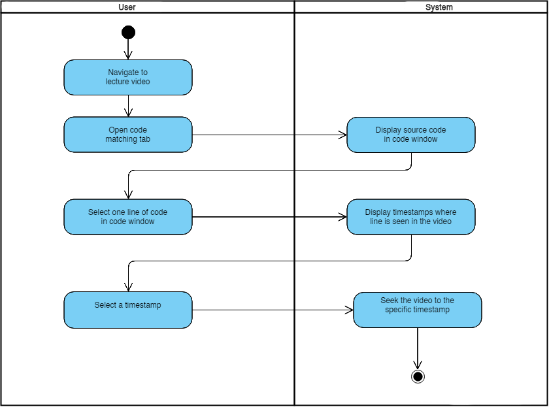 User
System
Navigate to
lecture video
Open code
matching tab
Display source code
in code window
Select one line of code
in code window
Display timestamps where
line is seen in the video
Select a timestamp
Seek the video to the
specific timestamp